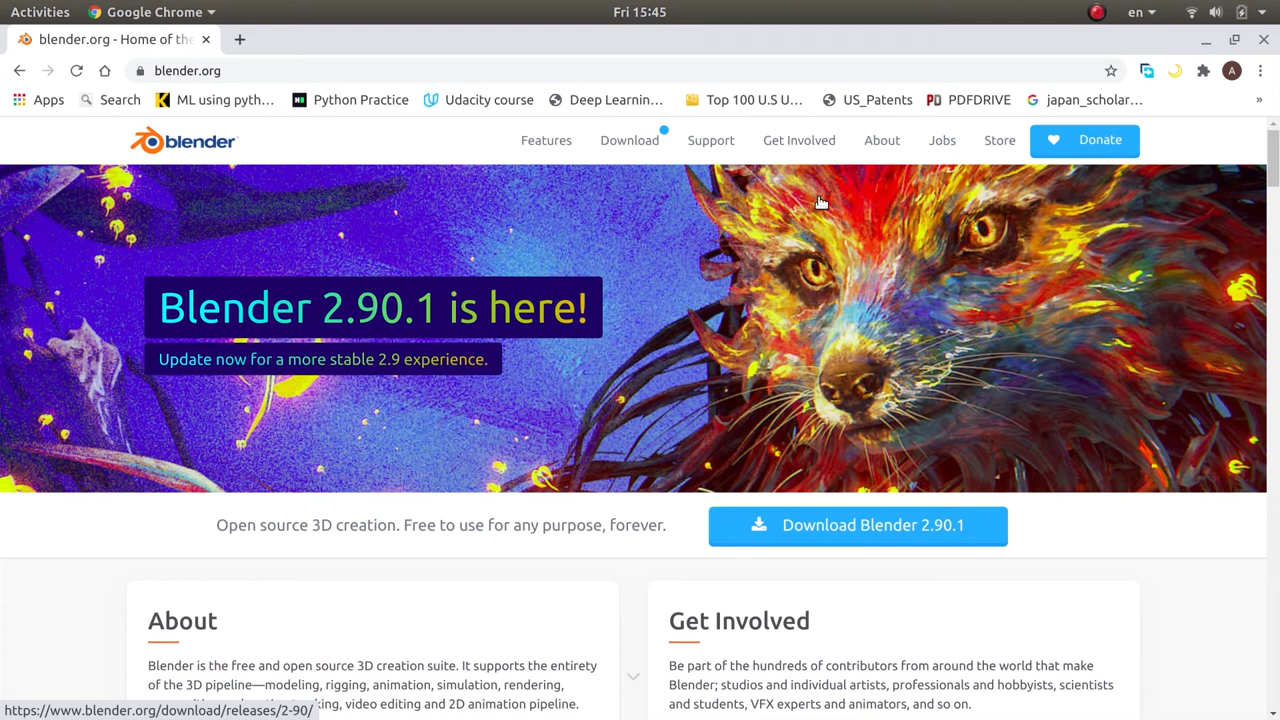 Activities Google Chrome Fri 15:45 en
blender.org - Home of the
blender.org A
Apps Search ML using pyth... Python Practice Udacity course Deep Learnin... Top 100 U.S U... US_Patents PDFDRIVE japan_scholar... »
blender Features Download Support Get Involved About Jobs Store Donate
Blender 2.90.1 is here!
Update now for a more stable 2.9 experience.
Open source 3D creation. Free to use for any purpose, forever. Download Blender 2.90.1
About
Blender is the free and open source 3D creation suite. It supports the entirety
of the 3D pipeline—modeling, rigging, animation, simulation, rendering,
king, video editing and 2D animation pipeline.
Get Involved
Be part of the hundreds of contributors from around the world that make
Blender; studios and individual artists, professionals and hobbyists, scientists
and students, VFX experts and animators, and so on.
https://www.blender.org/download/releases/2-90/